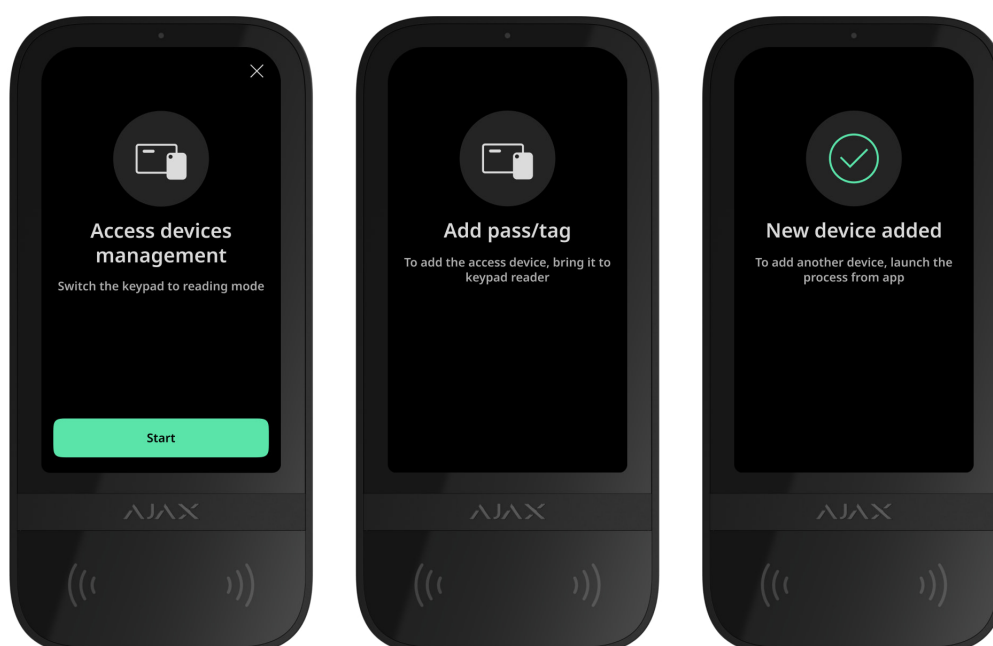 Access devices
management
Switch the keypad to reading mode
Start
AJAX
Add pass/tag
To add the access device, bring it to
keypad reader
AJAX
New device added
To add another device, launch the
process from app
AJAX